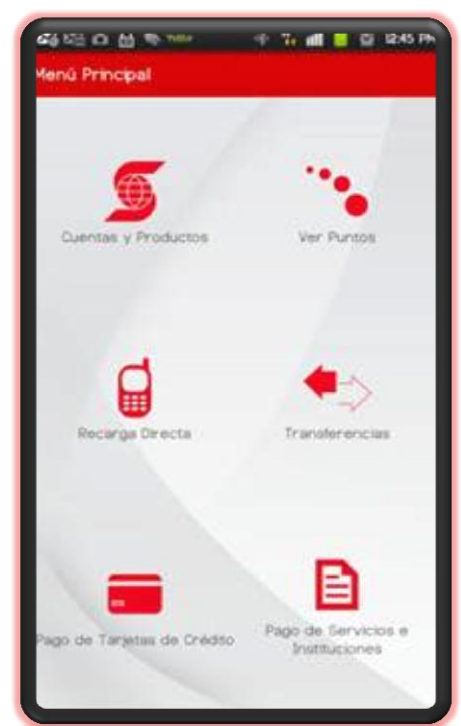 12:45 PM
Menú Principal
Cuentas y Productos
Ver Puntos
Recarga Directa
Transferencias
Pago de Tarjetas de Crédito
Pago de Servicios e
Instituciones